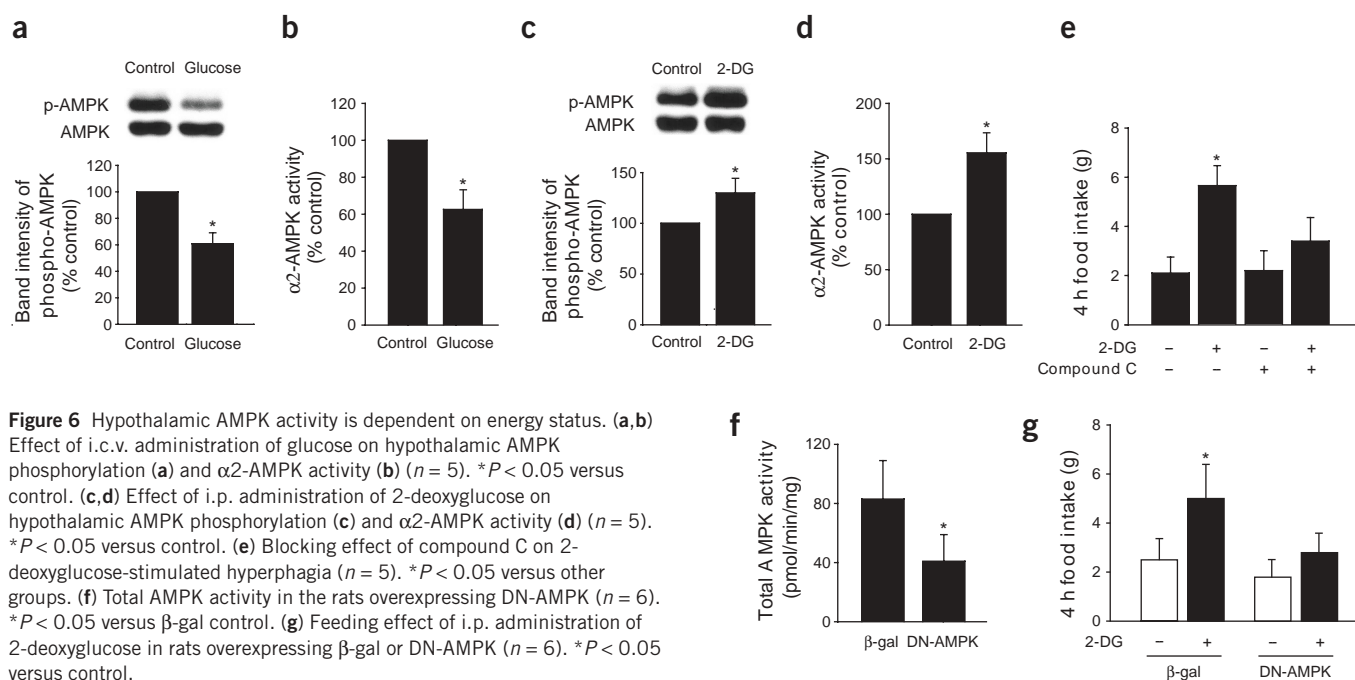 a
Control Glucose
p-AMPK
AMPK
Band intensity of
phospho-AMPK
(% control)
120
100
80
60
40
20
0
*
Control Glucose
b
α2-AMPK activity
(% control)
120
100
80
60
40
20
0
*
Control Glucose
c
Control 2-DG
p-AMPK
AMPK
Band intensity of
phospho-AMPK
(% control)
150
100
50
0
*
Control 2-DG
d
α2-AMPK activity
(% control)
200
150
100
50
0
*
Control 2-DG
e
4 h food intake (g)
8
6
4
2
0
*
2-DG – + – +
Compound C – – + +
Figure 6 Hypothalamic AMPK activity is dependent on energy status. (a,b)
Effect of i.c.v. administration of glucose on hypothalamic AMPK
phosphorylation (a) and α2-AMPK activity (b) (n = 5). *P < 0.05 versus
control. (c,d) Effect of i.p. administration of 2-deoxyglucose on
hypothalamic AMPK phosphorylation (c) and α2-AMPK activity (d) (n = 5).
*P < 0.05 versus control. (e) Blocking effect of compound C on 2-
deoxyglucose-stimulated hyperphagia (n = 5). *P < 0.05 versus other
groups. (f) Total AMPK activity in the rats overexpressing DN-AMPK (n = 6).
*P < 0.05 versus β-gal control. (g) Feeding effect of i.p. administration of
2-deoxyglucose in rats overexpressing β-gal or DN-AMPK (n = 6). *P < 0.05
versus control.
f
Total A MPK activity
(pmol/min/mg)
120
80
40
0
*
β-gal DN-AMPK
g
4 h food intake (g)
8
6
4
2
0
*
2-DG – + – +
β-gal DN-AMPK